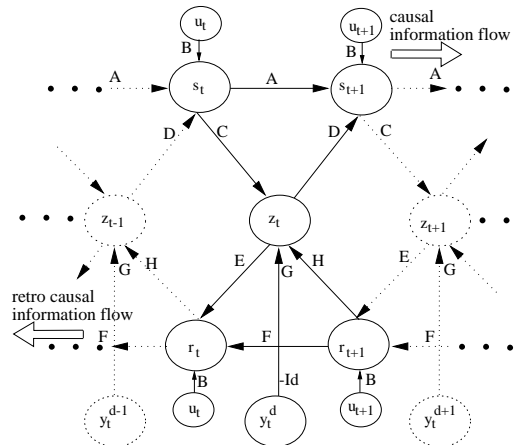 u_t
u_{t+1}
causal
information flow
B
B
A
s_t
A
s_{t+1}
A
D
C
D
C
z_{t-1}
z_t
z_{t+1}
G
H
E
G
H
E
G
retro causal
information flow
F
r_t
F
r_{t+1}
F
B
-Id
B
y_t^{d-1}
u_t
y_t^d
u_{t+1}
y_t^{d+1}